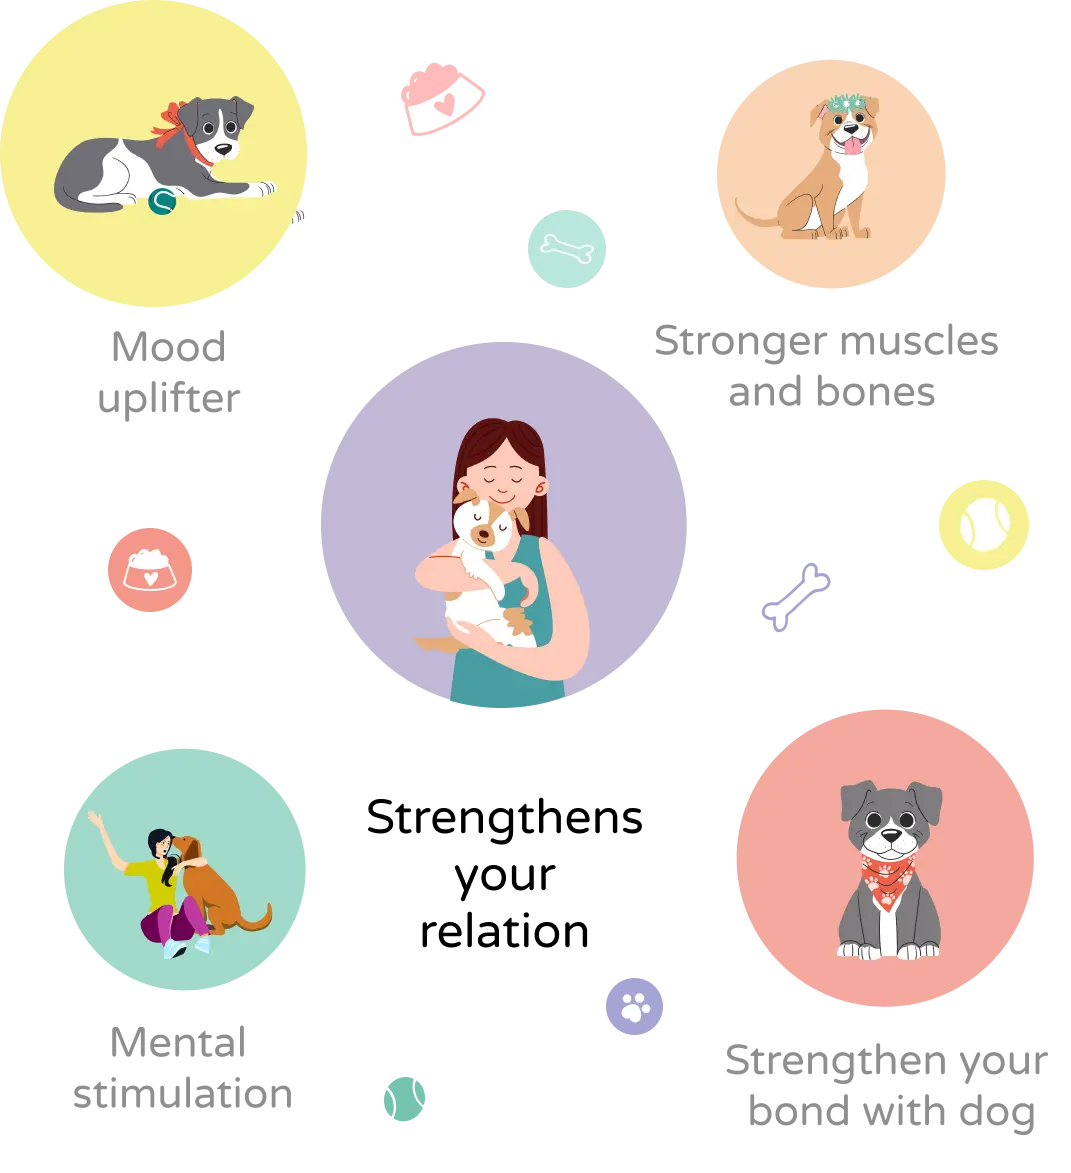 Mood
uplifter
Stronger muscles
and bones
Strengthens
your
relation
Mental
stimulation
Strengthen your
bond with dog